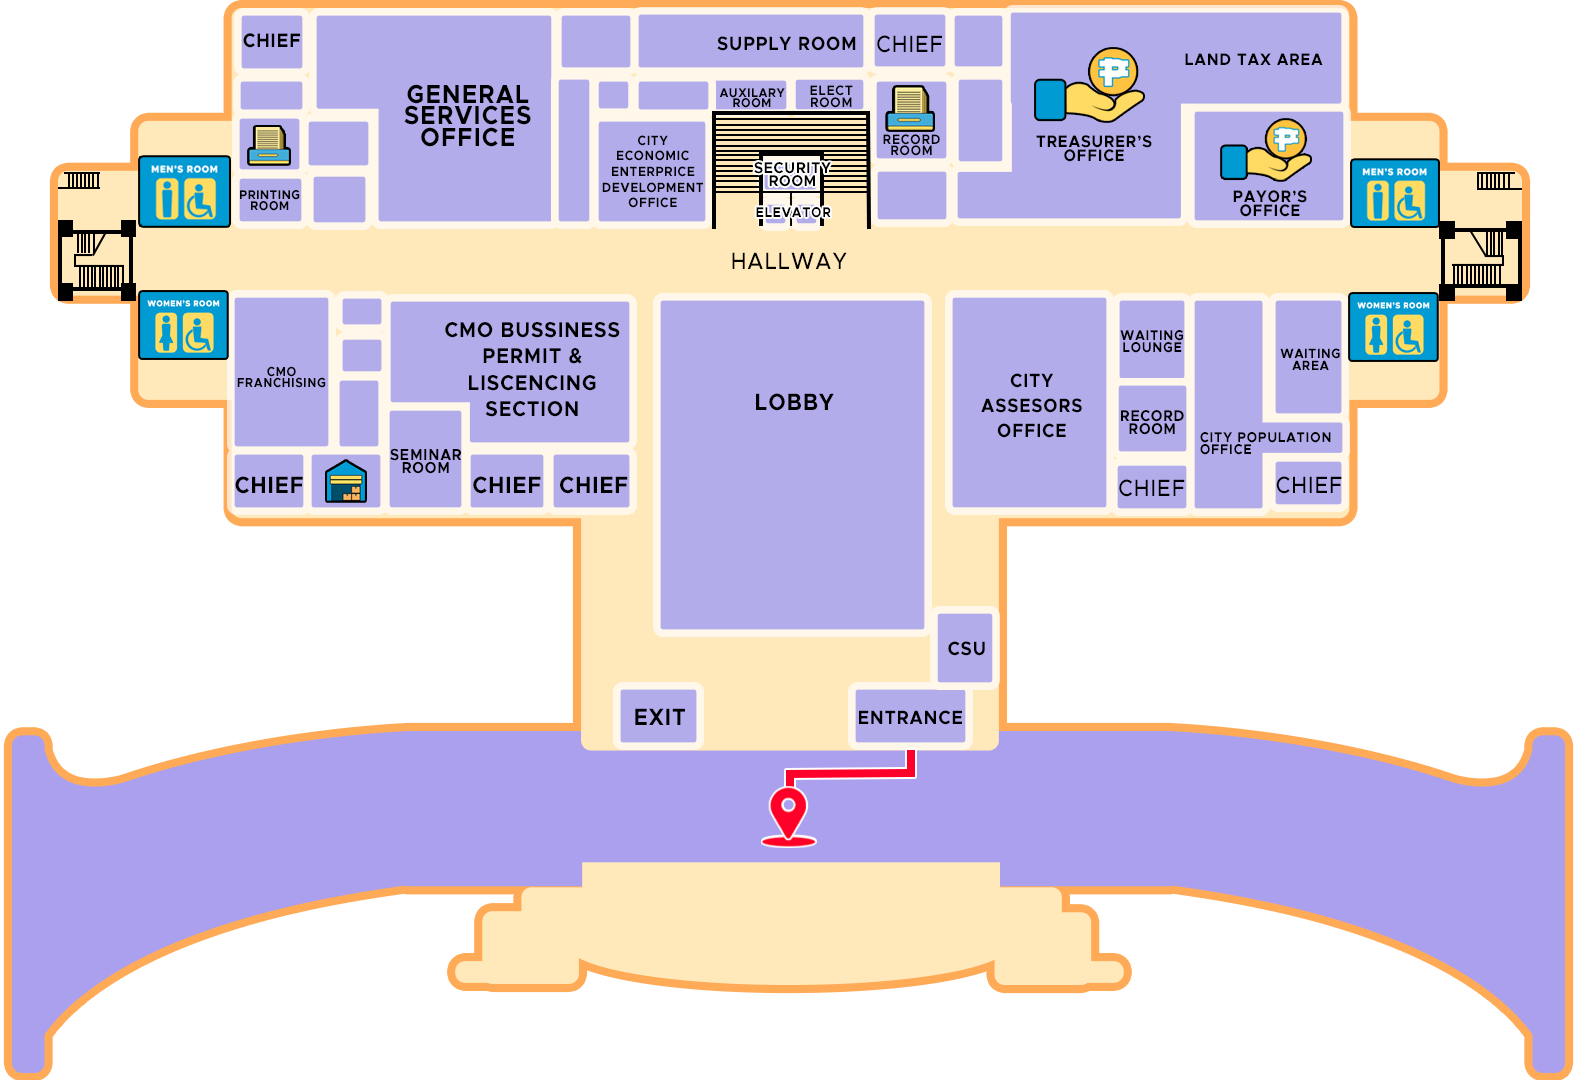 CHIEF
GENERAL
SERVICES
OFFICE
SUPPLY ROOM
CHIEF
LAND TAX AREA
AUXILARY
ROOM
ELECT
ROOM
RECORD
ROOM
TREASURER'S
OFFICE
CITY
ECONOMIC
ENTERPRICE
DEVELOPMENT
OFFICE
SECURITY
ROOM
ELEVATOR
PRINTING
ROOM
PAYOR'S
OFFICE
MEN'S ROOM
MEN'S ROOM
HALLWAY
WOMEN'S ROOM
WOMEN'S ROOM
CMO
FRANCHISING
CMO BUSSINESS
PERMIT &
LISCENCING
SECTION
LOBBY
CITY
ASSESORS
OFFICE
WAITING
LOUNGE
WAITING
AREA
RECORD
ROOM
CITY POPULATION
OFFICE
SEMINAR
ROOM
CHIEF
CHIEF
CHIEF
CHIEF
CHIEF
CSU
EXIT
ENTRANCE